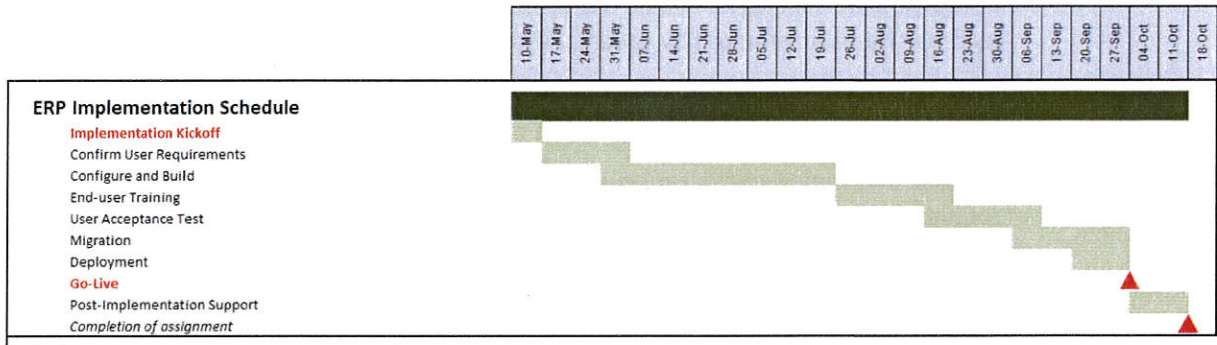 10-May 17-May 24-May 31-May 07-Jun 14-Jun 21-Jun 28-Jun 05-Jul 12-Jul 19-Jul 26-Jul 02-Aug 09-Aug 16-Aug 23-Aug 30-Aug 06-Sep 13-Sep 20-Sep 27-Sep 04-Oct 11-Oct 18-Oct
ERP Implementation Schedule
Implementation Kickoff
Confirm User Requirements
Configure and Build
End-user Training
User Acceptance Test
Migration
Deployment
Go-Live
Post-Implementation Support
Completion of assignment